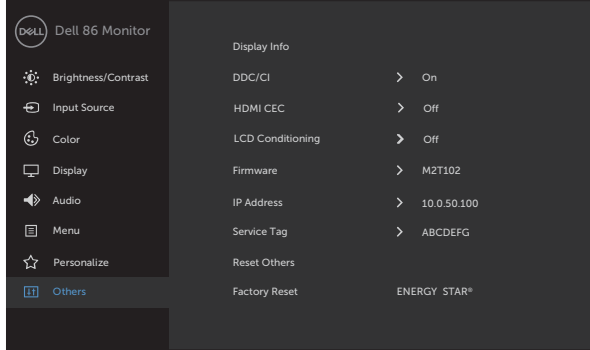 DELL Dell 86 Monitor
Display Info
Brightness/Contrast DDC/CI On
Input Source HDMI CEC Off
Color LCD Conditioning Off
Display Firmware M2T102
Audio IP Address 10.0.50.100
Menu Service Tag ABCDEFG
Personalize Reset Others
Others Factory Reset ENERGY STAR®